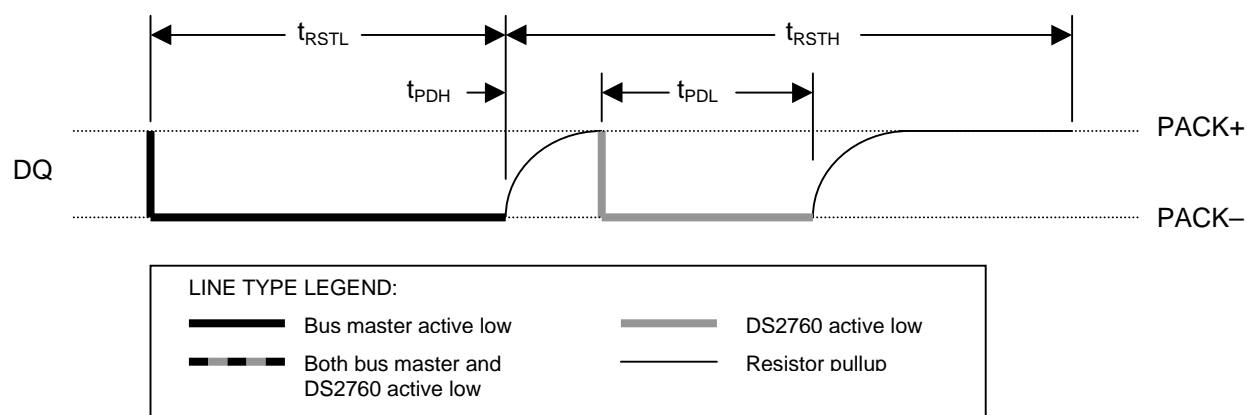 tRSTL
tRSTH
tPDH
tPDL
PACK+
DQ
PACK–
LINE TYPE LEGEND:
Bus master active low
DS2760 active low
Both bus master and
DS2760 active low
Resistor pullup